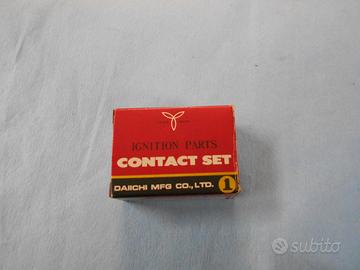 IGNITION PARTS
CONTACT SET
DAIICHI MFG CO., LTD. 1
subito